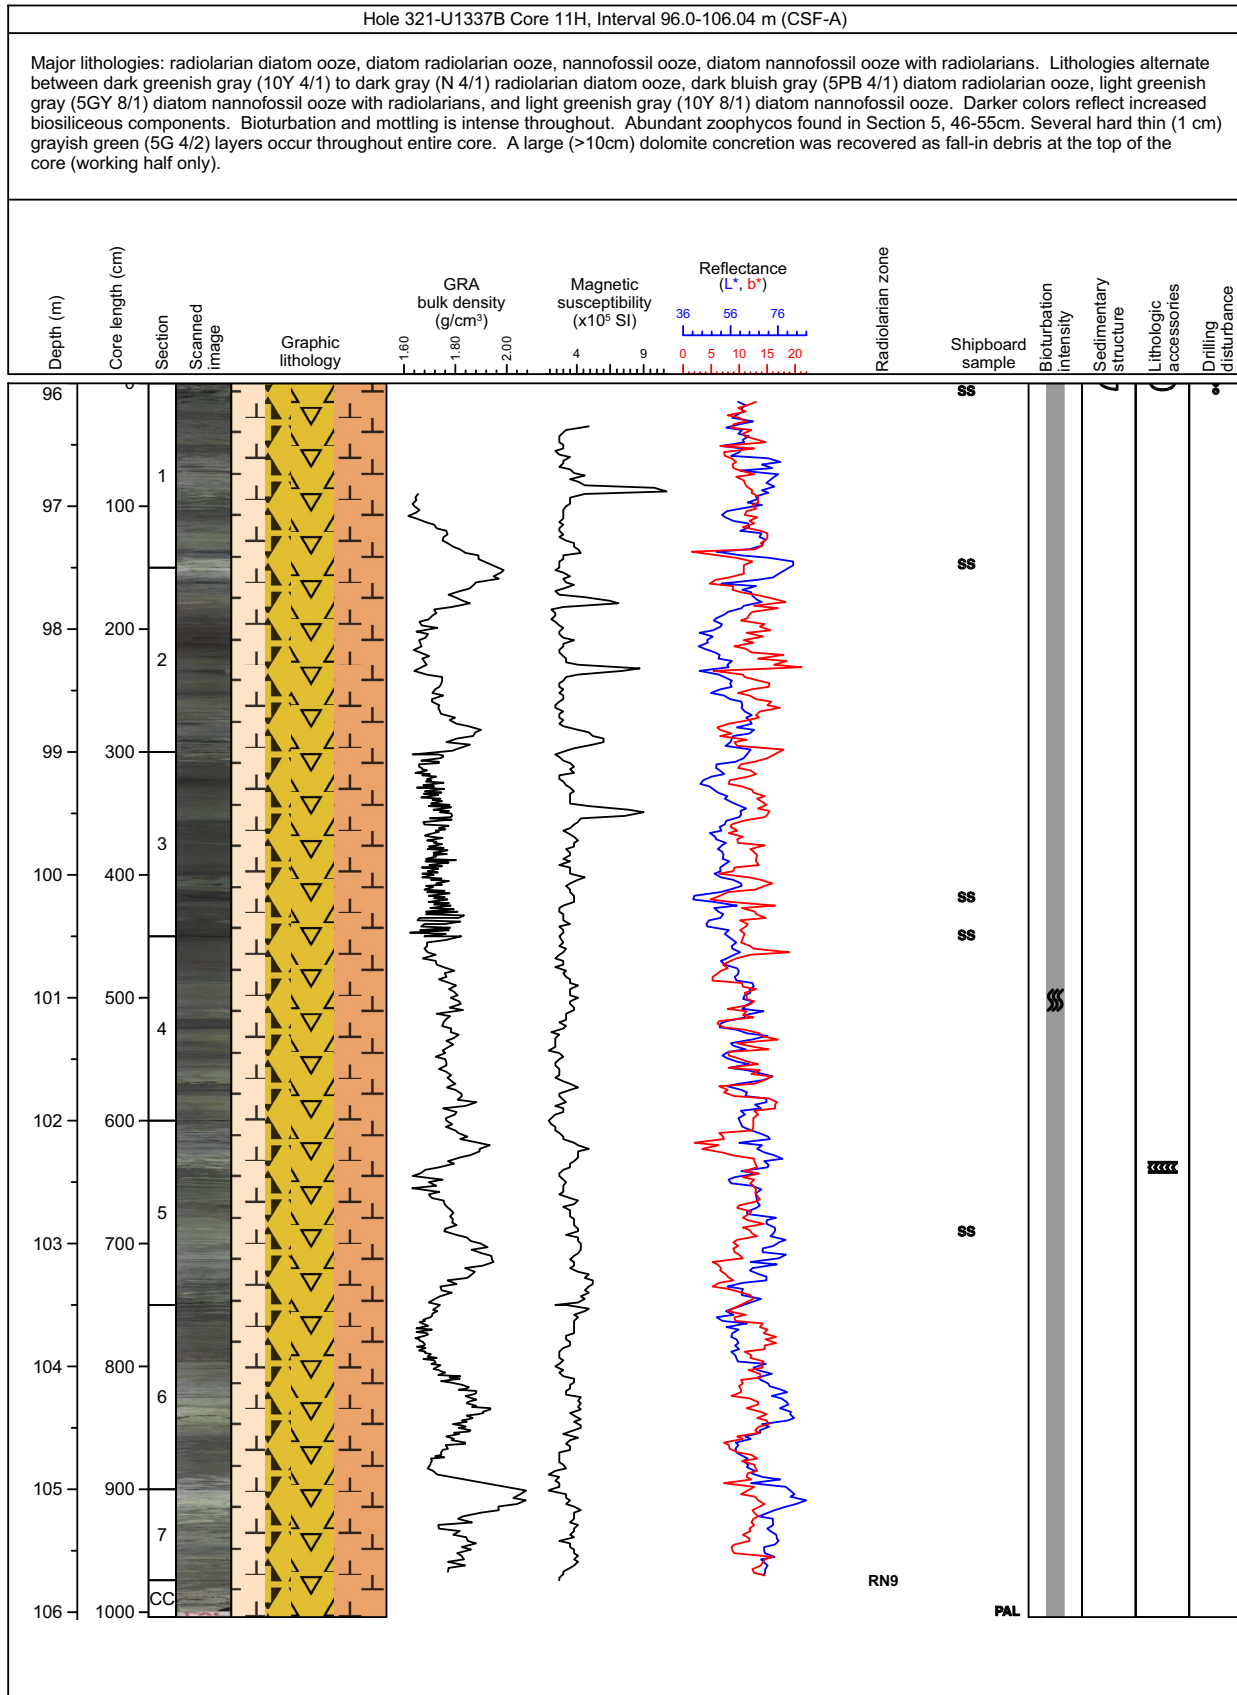 Hole 321-U1337B Core 11H, Interval 96.0-106.04 m (CSF-A)
Major lithologies: radiolarian diatom ooze, diatom radiolarian ooze, nannofossil ooze, diatom nannofossil ooze with radiolarians. Lithologies alternate
between dark greenish gray (10Y 4/1) to dark gray (N 4/1) radiolarian diatom ooze, dark bluish gray (5PB 4/1) diatom radiolarian ooze, light greenish
gray (5GY 8/1) diatom nannofossil ooze with radiolarians, and light greenish gray (10Y 8/1) diatom nannofossil ooze. Darker colors reflect increased
biosiliceous components. Bioturbation and mottling is intense throughout. Abundant zoophycos found in Section 5, 46-55cm. Several hard thin (1 cm)
grayish green (5G 4/2) layers occur throughout entire core. A large (>10cm) dolomite concretion was recovered as fall-in debris at the top of the
core (working half only).
Depth (m)
Core length (cm)
Section
Scanned
image
Graphic
lithology
GRA
bulk density
(g/cm³)
1.60
1.80
2.00
Magnetic
susceptibility
(x10⁵ SI)
4 9
Reflectance
(L*, b*)
36 56 76
0 5 10 15 20
Radiolarian zone
Shipboard
sample
Bioturbation
intensity
Sedimentary
structure
Lithologic
accessories
Drilling
disturbance
96 0 SS
1
97 100
SS
98 200
2
99 300
3
100 400
SS
SS
101 500
4
102 600
5
103 700 SS
104 800
6
105 900
7
RN9
CC
106 1000 PAL